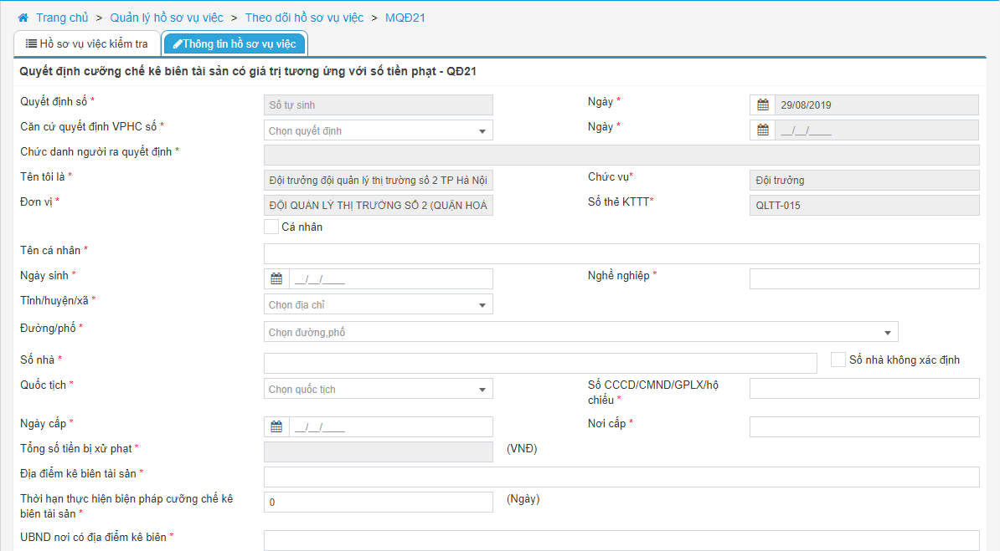 Trang chủ > Quản lý hồ sơ vụ việc > Theo dõi hồ sơ vụ việc > MQĐ21
Hồ sơ vụ việc kiểm tra Thông tin hồ sơ vụ việc
Quyết định cưỡng chế kê biên tài sản có giá trị tương ứng với số tiền phạt - QĐ21
Quyết định số * Số tự sinh Ngày * 29/08/2019
Căn cứ quyết định VPHC số * Chọn quyết định Ngày * __/__/____
Chức danh người ra quyết định *
Tên tôi là * Đội trưởng đội quản lý thị trường số 2 TP Hà Nội Chức vụ* Đội trưởng
Đơn vị * ĐỘI QUẢN LÝ THỊ TRƯỜNG SỐ 2 (QUẬN HOÀ Số thẻ KTTT* QLTT-015
Cá nhân
Tên cá nhân *
Ngày sinh * __/__/____ Nghề nghiệp *
Tỉnh/huyện/xã * Chọn địa chỉ
Đường/phố * Chọn đường,phố
Số nhà * Số nhà không xác định
Quốc tịch * Chọn quốc tịch Số CCCD/CMND/GPLX/hộ
chiếu *
Ngày cấp * __/__/____ Nơi cấp *
Tổng số tiền bị xử phạt * (VNĐ)
Địa điểm kê biên tài sản *
Thời hạn thực hiện biện pháp cưỡng chế kê
biên tài sản * 0 (Ngày)
UBND nơi có địa điểm kê biên *